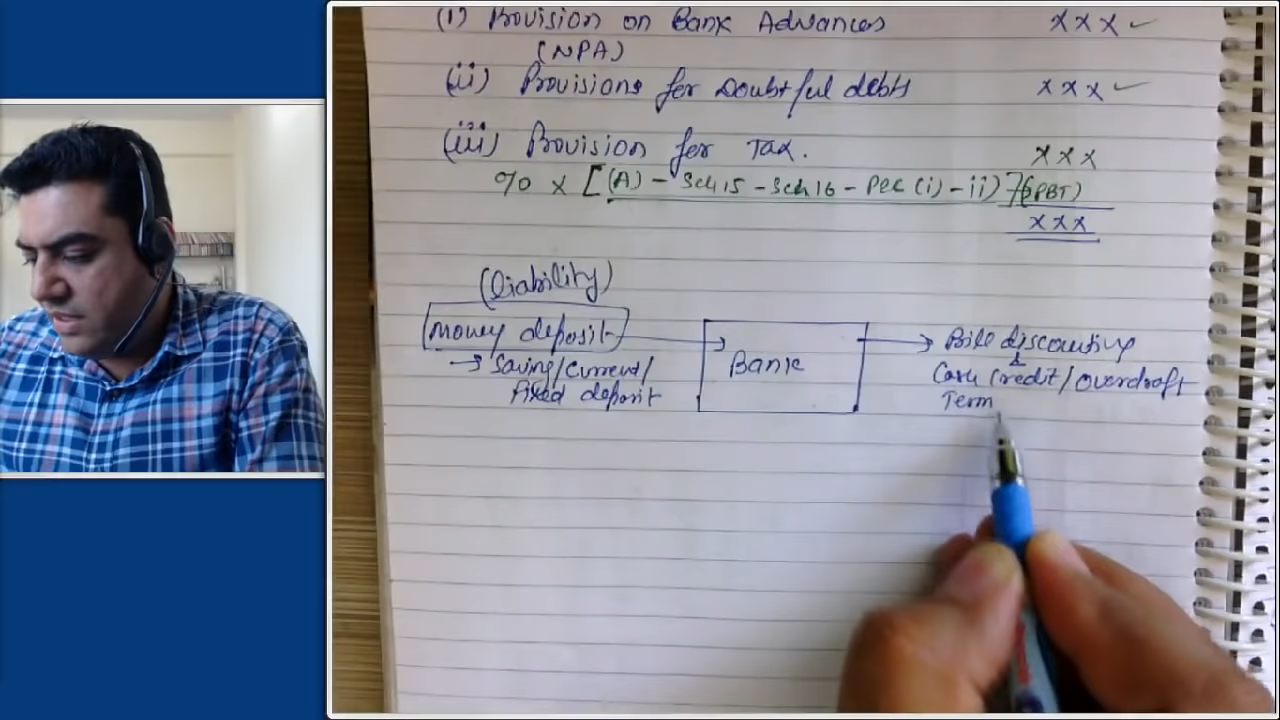 (i) Provision on Bank Advances xxx
(NPA)
(ii) Provisions for Doubtful debts xxx
(iii) Provision for Tax. xxx
% x [(A) - Sch 15 - Sch 16 - Pec (i) - ii)] (PBT)
xxx
(Liability)
Money deposit
→ Saving/Current/
Fixed deposit
Bank
Bill discounting
&
Cash Credit/Overdraft
Term